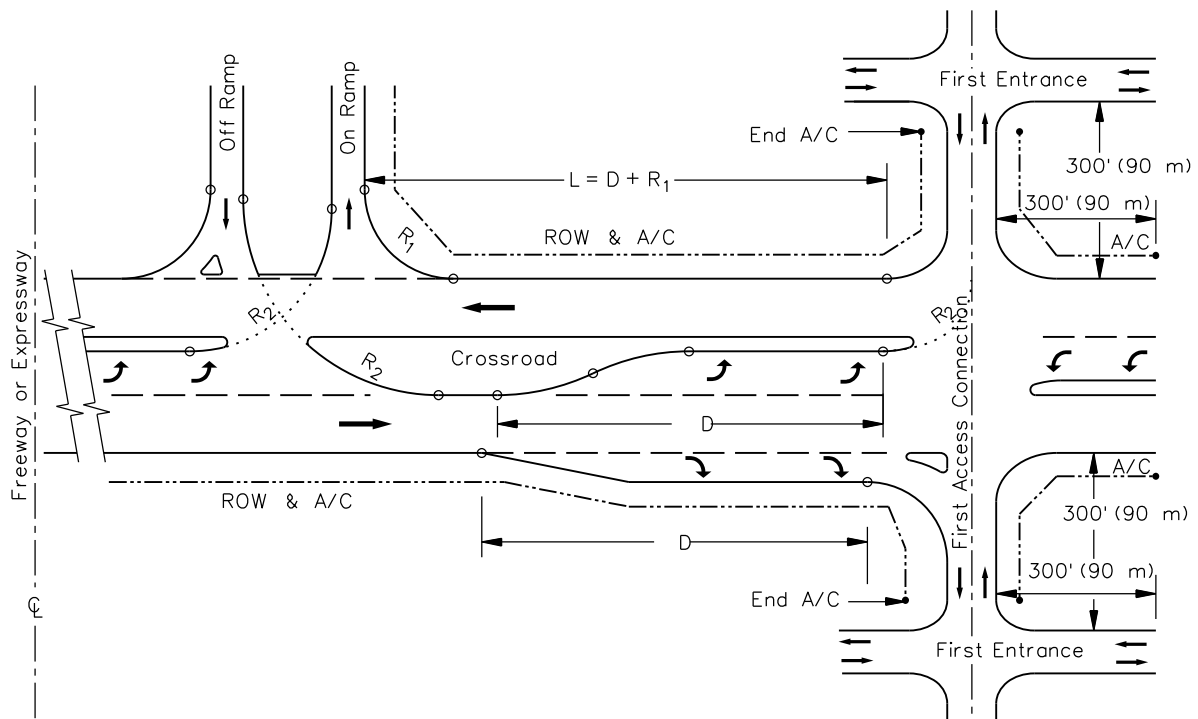 Off Ramp
On Ramp
First Entrance
End A/C
300' (90 m)
L = D + R1
300' (90 m)
R1
ROW & A/C
A/C
Freeway or Expressway
R2
R2
First Access Connection
R2
Crossroad
D
A/C
ROW & A/C
300' (90 m)
D
300' (90 m)
End A/C
℄
First Entrance